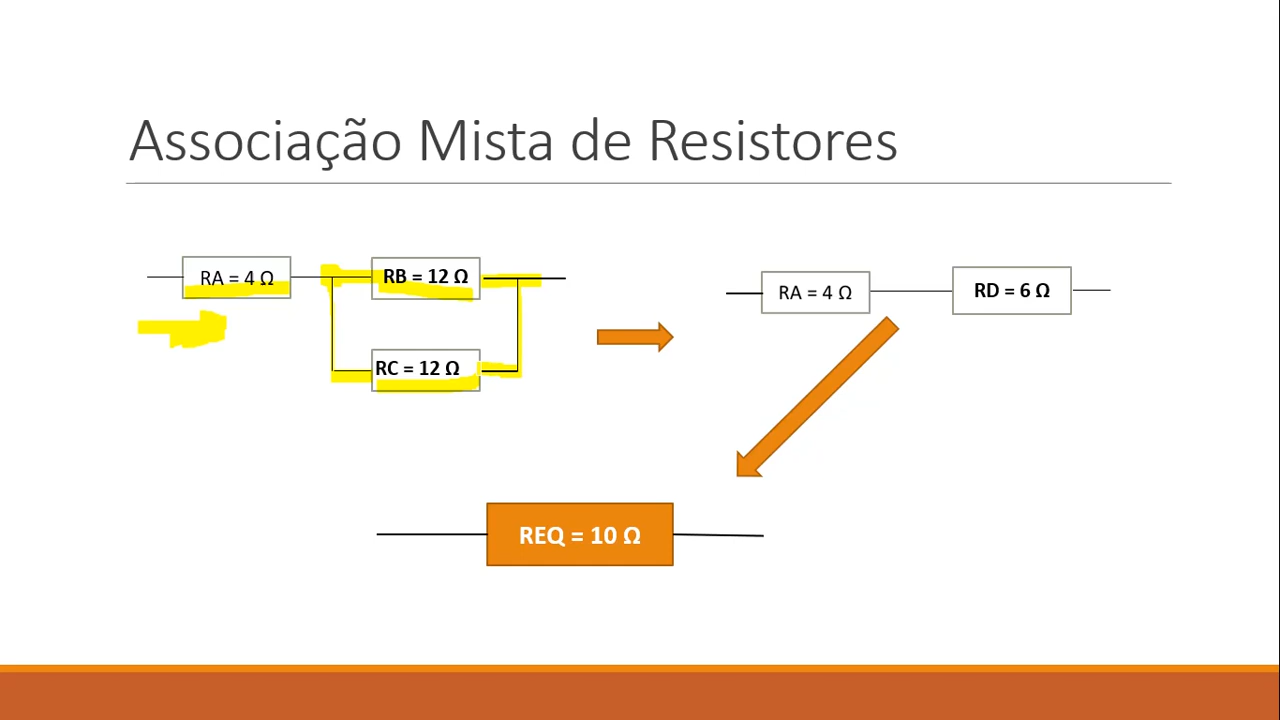 Associação Mista de Resistores
RA = 4 Ω
RB = 12 Ω
RC = 12 Ω
RA = 4 Ω
RD = 6 Ω
REQ = 10 Ω